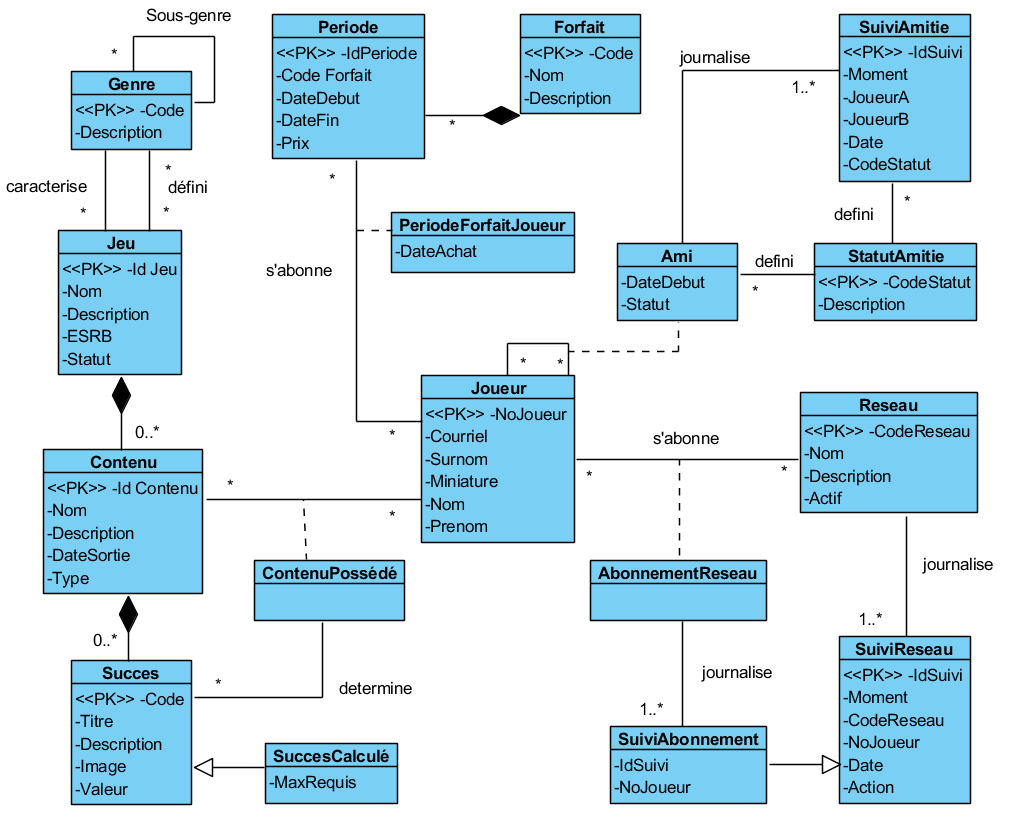 Sous-genre
*
Genre
<<PK>> -Code
-Description
caracterise
*
*
défini
*
Jeu
<<PK>> -Id Jeu
-Nom
-Description
-ESRB
-Statut
0..*
Contenu
<<PK>> -Id Contenu
-Nom
-Description
-DateSortie
-Type
0..*
Succes
<<PK>> -Code
-Titre
-Description
-Image
-Valeur
SuccesCalculé
-MaxRequis
*
determine
ContenuPossédé
*
*
Periode
<<PK>> -IdPeriode
-Code Forfait
-DateDebut
-DateFin
-Prix
*
Forfait
<<PK>> -Code
-Nom
-Description
*
s'abonne
*
PeriodeForfaitJoueur
-DateAchat
Joueur
<<PK>> -NoJoueur
-Courriel
-Surnom
-Miniature
-Nom
-Prenom
*
*
Ami
-DateDebut
-Statut
journalise
1..*
SuiviAmitie
<<PK>> -IdSuivi
-Moment
-JoueurA
-JoueurB
-Date
-CodeStatut
*
defini
defini
*
StatutAmitie
<<PK>> -CodeStatut
-Description
s'abonne
*
*
Reseau
<<PK>> -CodeReseau
-Nom
-Description
-Actif
AbonnementReseau
journalise
1..*
journalise
1..*
SuiviAbonnement
-IdSuivi
-NoJoueur
SuiviReseau
<<PK>> -IdSuivi
-Moment
-CodeReseau
-NoJoueur
-Date
-Action